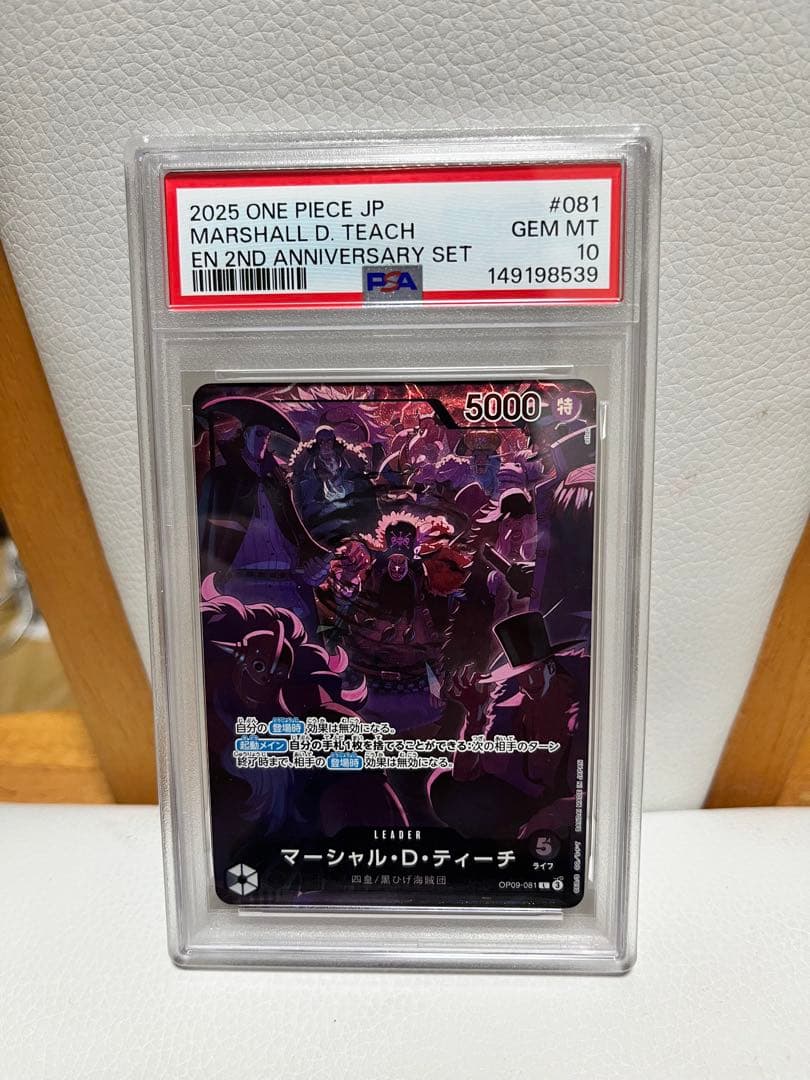 2025 ONE PIECE JP #081
MARSHALL D. TEACH GEM MT
EN 2ND ANNIVERSARY SET 10
PSA 149198539
5000 特
自分の登場時効果は無効になる。
起動メイン 自分の手札1枚を捨てることができる:次の相手のターン
終了時まで、相手の登場時効果は無効になる。
LEADER
マーシャル・D・ティーチ
5
ライフ
四皇/黒ひげ海賊団
OP09-081 L
BANDAI MADE IN JAPAN